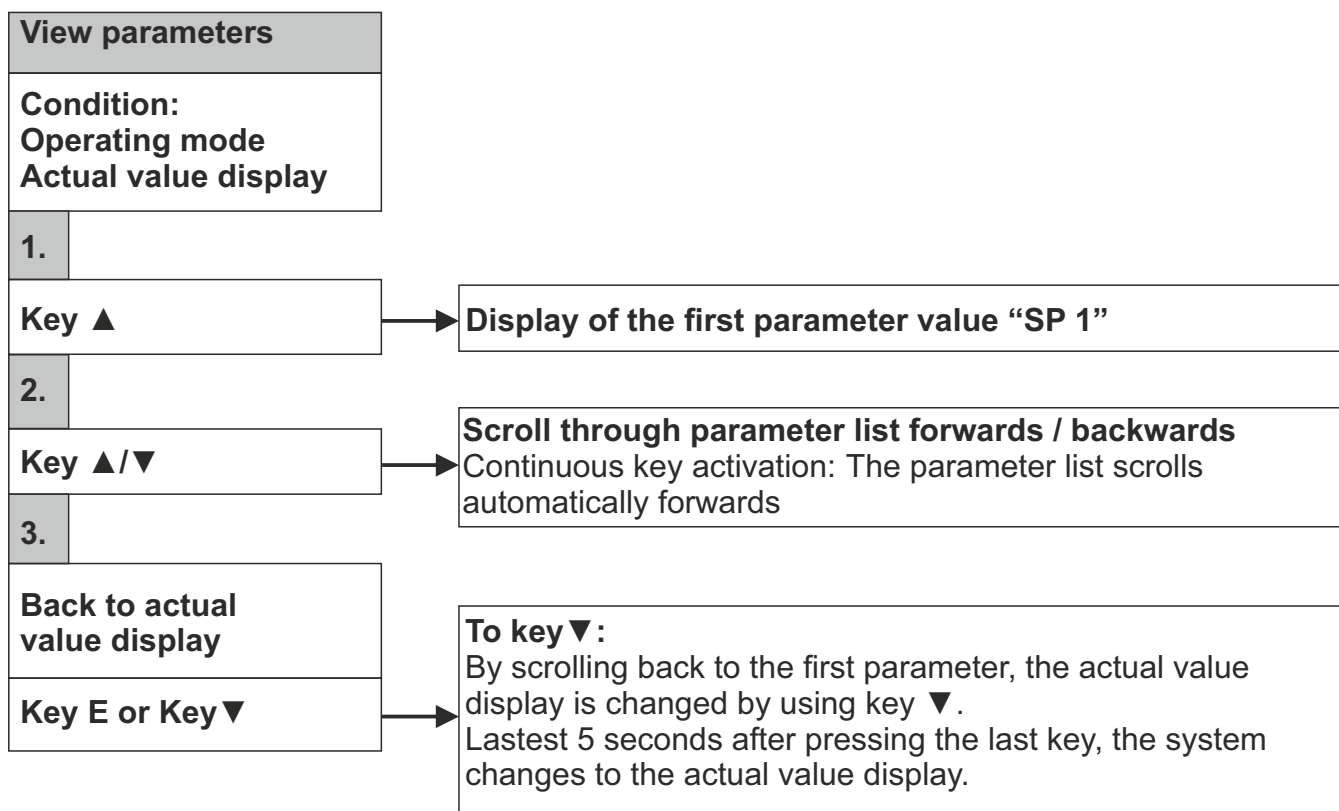 View parameters
Condition:
Operating mode
Actual value display
1.
Key ▲
Display of the first parameter value “SP 1”
2.
Key ▲/▼
Scroll through parameter list forwards / backwards
Continuous key activation: The parameter list scrolls
automatically forwards
3.
Back to actual
value display
Key E or Key▼
To key▼:
By scrolling back to the first parameter, the actual value
display is changed by using key ▼.
Lastest 5 seconds after pressing the last key, the system
changes to the actual value display.